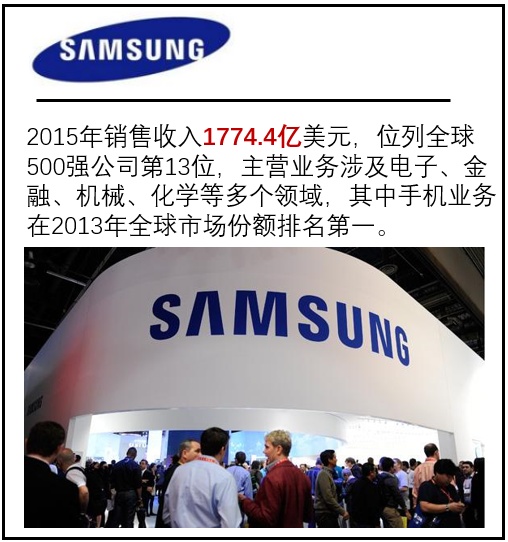 SAMSUNG
2015年销售收入1774.4亿美元，位列全球
500强公司第13位，主营业务涉及电子、金
融、机械、化学等多个领域，其中手机业务
在2013年全球市场份额排名第一。
SAMSUNG
SAMSUNG